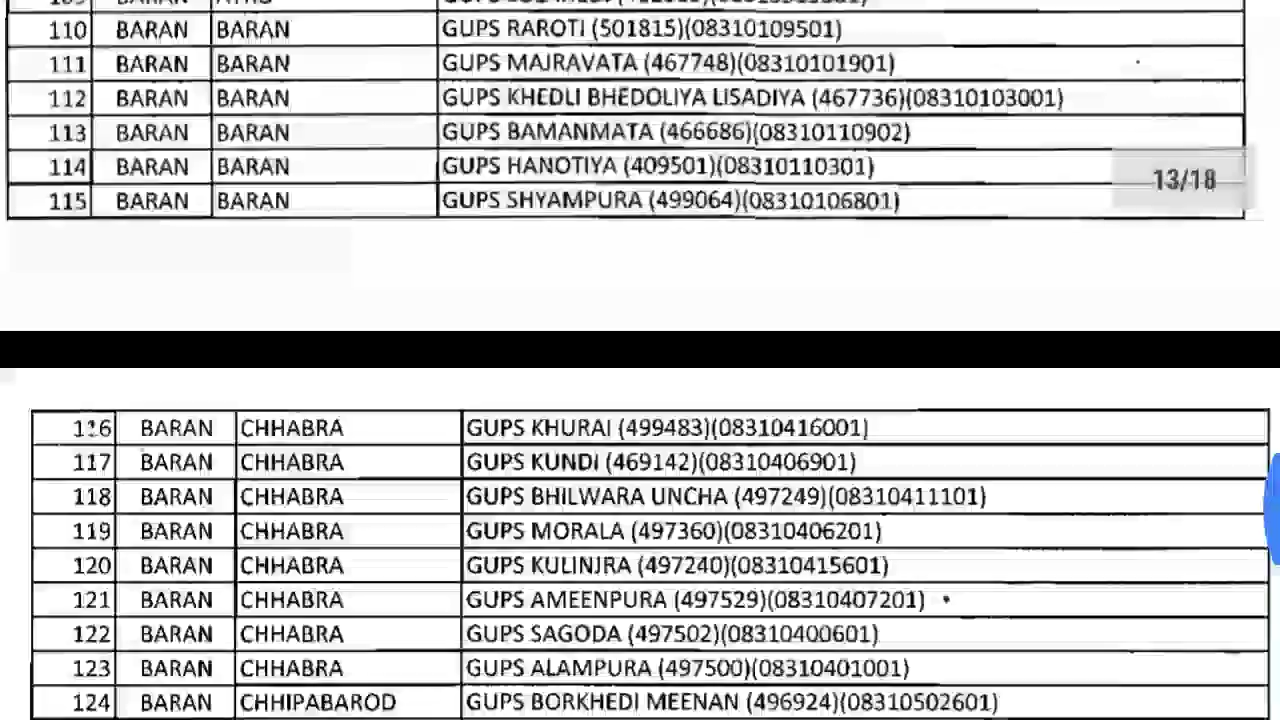 110 BARAN BARAN GUPS RAROTI (501815)(08310109501)
111 BARAN BARAN GUPS MAJRAVATA (467748)(08310101901)
112 BARAN BARAN GUPS KHEDLI BHEDOLIYA LISADIYA (467736)(08310103001)
113 BARAN BARAN GUPS BAMANMATA (466686)(08310110902)
114 BARAN BARAN GUPS HANOTIYA (409501)(08310110301)
13/18
115 BARAN BARAN GUPS SHYAMPURA (499064)(08310106801)
116 BARAN CHHABRA GUPS KHURAI (499483)(08310416001)
117 BARAN CHHABRA GUPS KUNDI (469142)(08310406901)
118 BARAN CHHABRA GUPS BHILWARA UNCHA (497249)(08310411101)
119 BARAN CHHABRA GUPS MORALA (497360)(08310406201)
120 BARAN CHHABRA GUPS KULINJRA (497240)(08310415601)
121 BARAN CHHABRA GUPS AMEENPURA (497529)(08310407201)
122 BARAN CHHABRA GUPS SAGODA (497502)(08310400601)
123 BARAN CHHABRA GUPS ALAMPURA (497500)(08310401001)
124 BARAN CHHIPABAROD GUPS BORKHEDI MEENAN (496924)(08310502601)